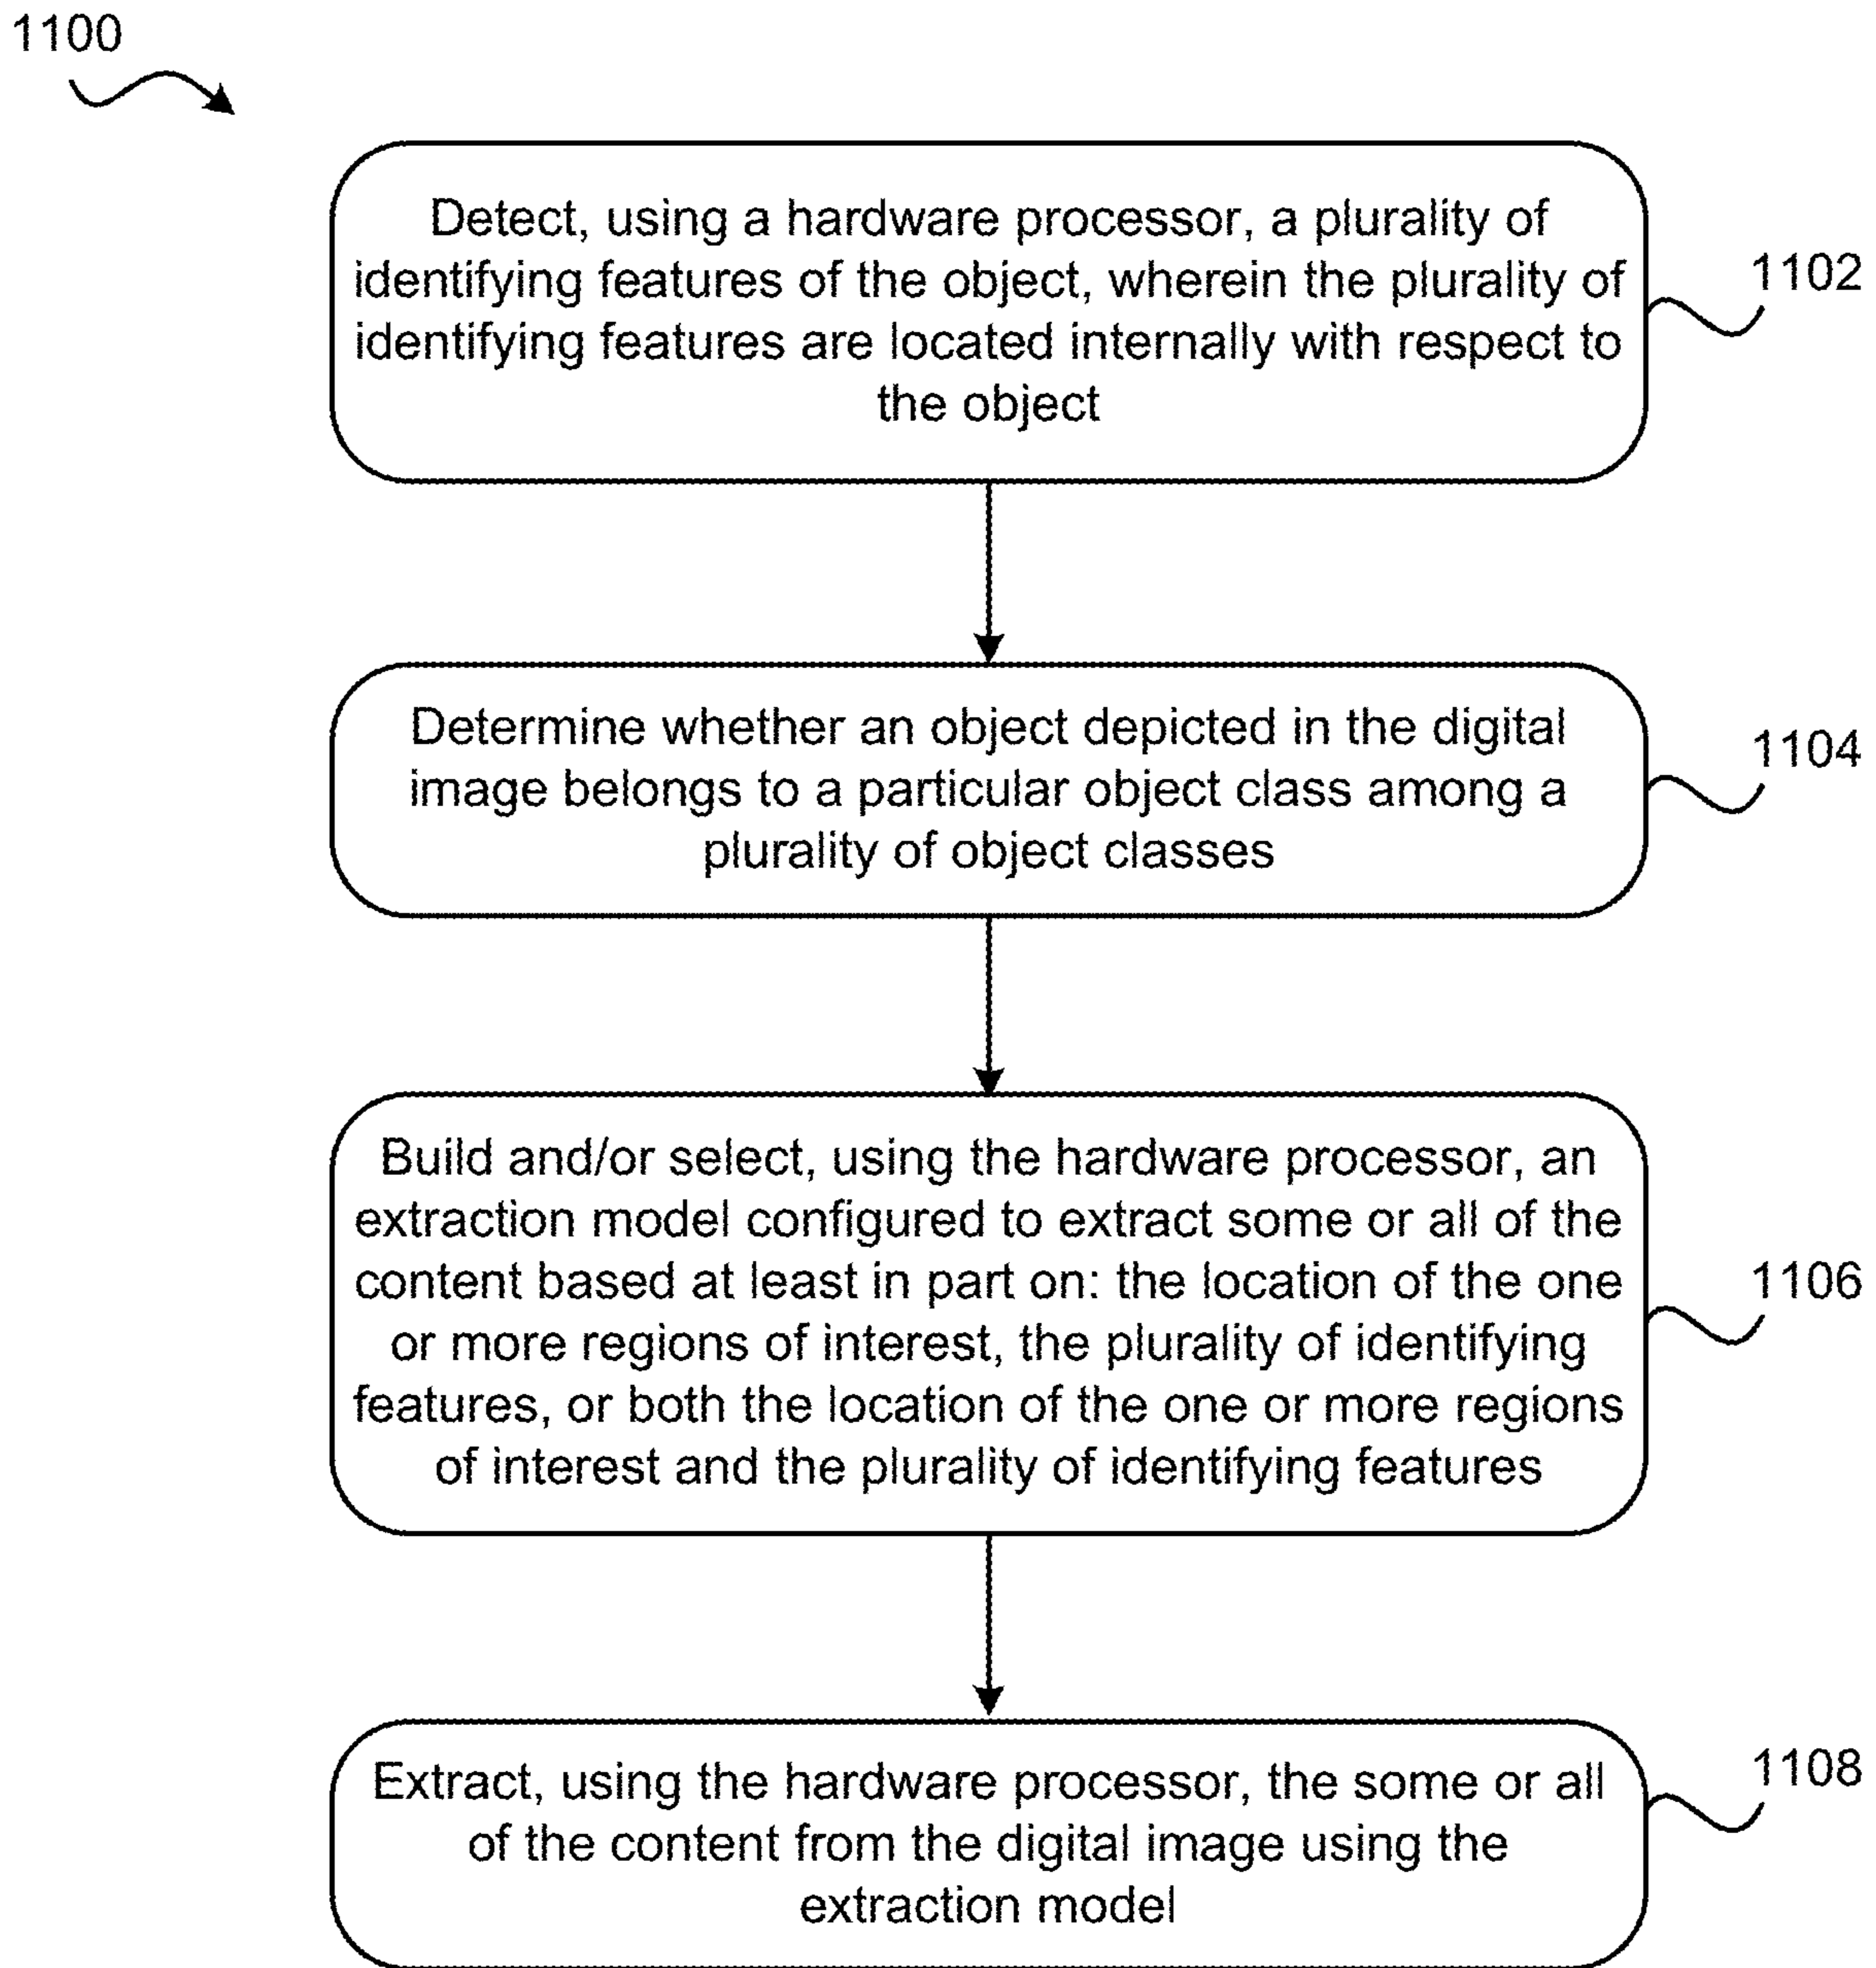 1100
Detect, using a hardware processor, a plurality of
identifying features of the object, wherein the plurality of
identifying features are located internally with respect to
the object
1102
Determine whether an object depicted in the digital
image belongs to a particular object class among a
plurality of object classes
1104
Build and/or select, using the hardware processor, an
extraction model configured to extract some or all of the
content based at least in part on: the location of the one
or more regions of interest, the plurality of identifying
features, or both the location of the one or more regions
of interest and the plurality of identifying features
1106
Extract, using the hardware processor, the some or all
of the content from the digital image using the
extraction model
1108